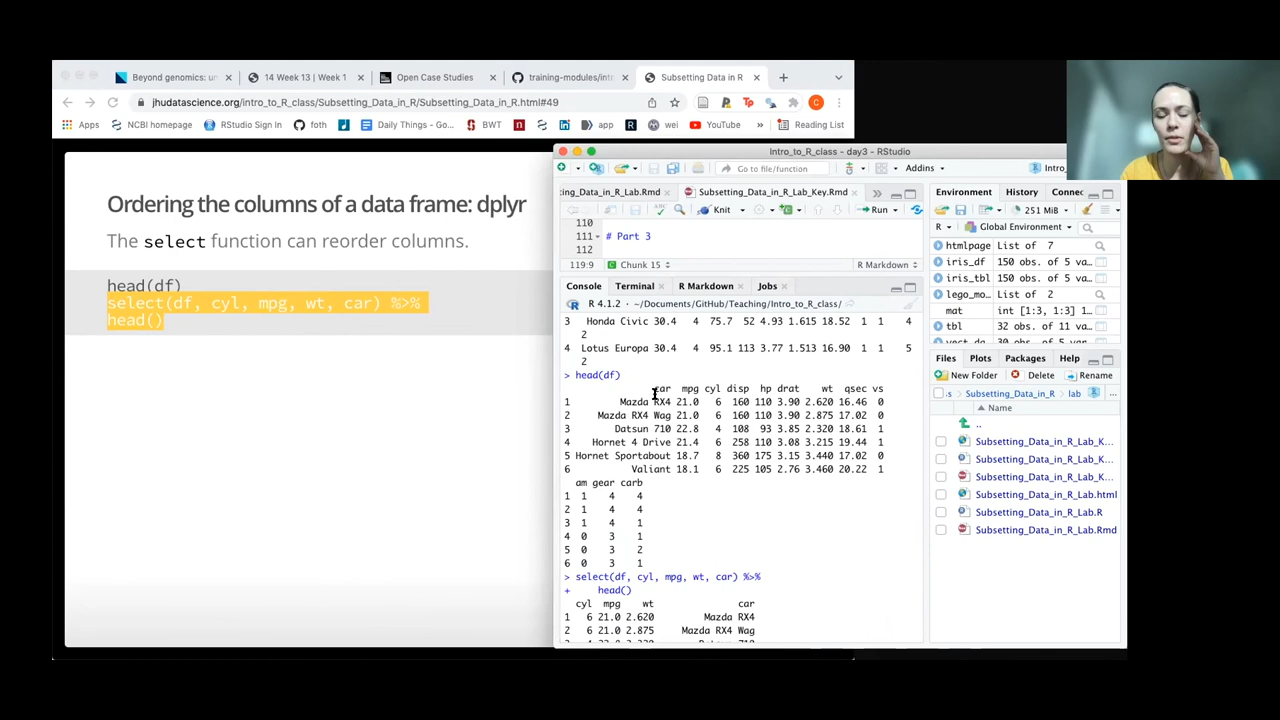 Beyond genomics: un
14 Week 13 | Week 1
Open Case Studies
training-modules/int
Subsetting Data in R
jhudatascience.org/intro_to_R_class/Subsetting_Data_in_R/Subsetting_Data_in_R.html#49
Apps
NCBI homepage
RStudio Sign In
foth
Daily Things - Go...
BWT
app
wei
YouTube
»
Reading List
Ordering the columns of a data frame: dplyr
The select function can reorder columns.
head(df)
select(df, cyl, mpg, wt, car) %>%
head()
Intro_to_R_class - day3 - RStudio
Go to file/function
Addins
Intro_
ing_Data_in_R_Lab.Rmd
Subsetting_Data_in_R_Lab_Key.Rmd
Knit
Run
110
111 # Part 3
112
119:9
Chunk 15
R Markdown
Console
Terminal
R Markdown
Jobs
R 4.1.2 · ~/Documents/GitHub/Teaching/Intro_to_R_class/
3 Honda Civic 30.4 4 75.7 52 4.93 1.615 18.52 1 1 4
2
4 Lotus Europa 30.4 4 95.1 113 3.77 1.513 16.90 1 1 5
2
> head(df)
car mpg cyl disp hp drat wt qsec vs
1 Mazda RX4 21.0 6 160 110 3.90 2.620 16.46 0
2 Mazda RX4 Wag 21.0 6 160 110 3.90 2.875 17.02 0
3 Datsun 710 22.8 4 108 93 3.85 2.320 18.61 1
4 Hornet 4 Drive 21.4 6 258 110 3.08 3.215 19.44 1
5 Hornet Sportabout 18.7 8 360 175 3.15 3.440 17.02 0
6 Valiant 18.1 6 225 105 2.76 3.460 20.22 1
am gear carb
1 1 4 4
2 1 4 4
3 1 4 1
4 0 3 1
5 0 3 2
6 0 3 1
> select(df, cyl, mpg, wt, car) %>%
+ head()
cyl mpg wt car
1 6 21.0 2.620 Mazda RX4
2 6 21.0 2.875 Mazda RX4 Wag
Environment
History
Connec
251 MiB
R
Global Environment
htmlpage List of 7
iris_df 150 obs. of 5 va…
iris_tbl 150 obs. of 5 va…
lego_mo… List of 2
mat int [1:3, 1:3] 1…
tbl 32 obs. of 11 va…
Files
Plots
Packages
Help
New Folder
Delete
Rename
Subsetting_Data_in_R
lab
Name
..
Subsetting_Data_in_R_Lab_K...
Subsetting_Data_in_R_Lab_K...
Subsetting_Data_in_R_Lab_K...
Subsetting_Data_in_R_Lab.html
Subsetting_Data_in_R_Lab.R
Subsetting_Data_in_R_Lab.Rmd